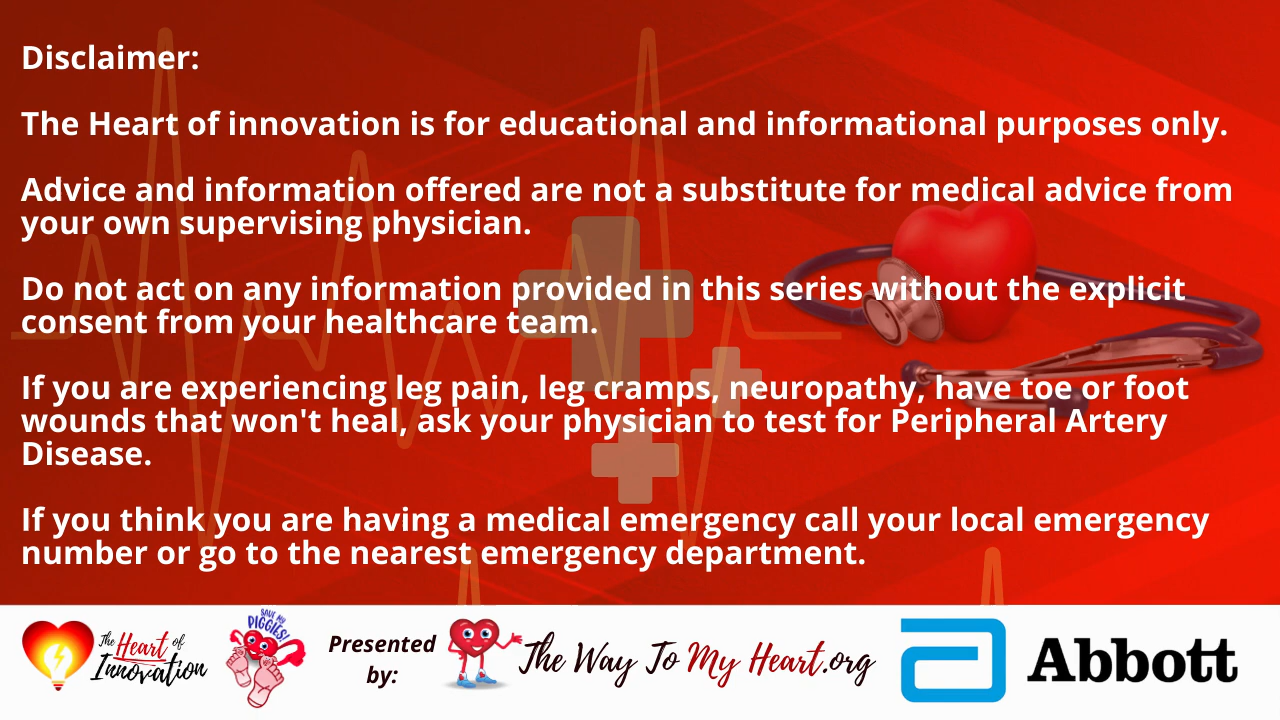 Disclaimer:
The Heart of innovation is for educational and informational purposes only.
Advice and information offered are not a substitute for medical advice from
your own supervising physician.
Do not act on any information provided in this series without the explicit
consent from your healthcare team.
If you are experiencing leg pain, leg cramps, neuropathy, have toe or foot
wounds that won't heal, ask your physician to test for Peripheral Artery
Disease.
If you think you are having a medical emergency call your local emergency
number or go to the nearest emergency department.
The Heart of
Innovation
SAVE MY
PIGGIES!
Presented
by:
The Way To My Heart.org
Abbott